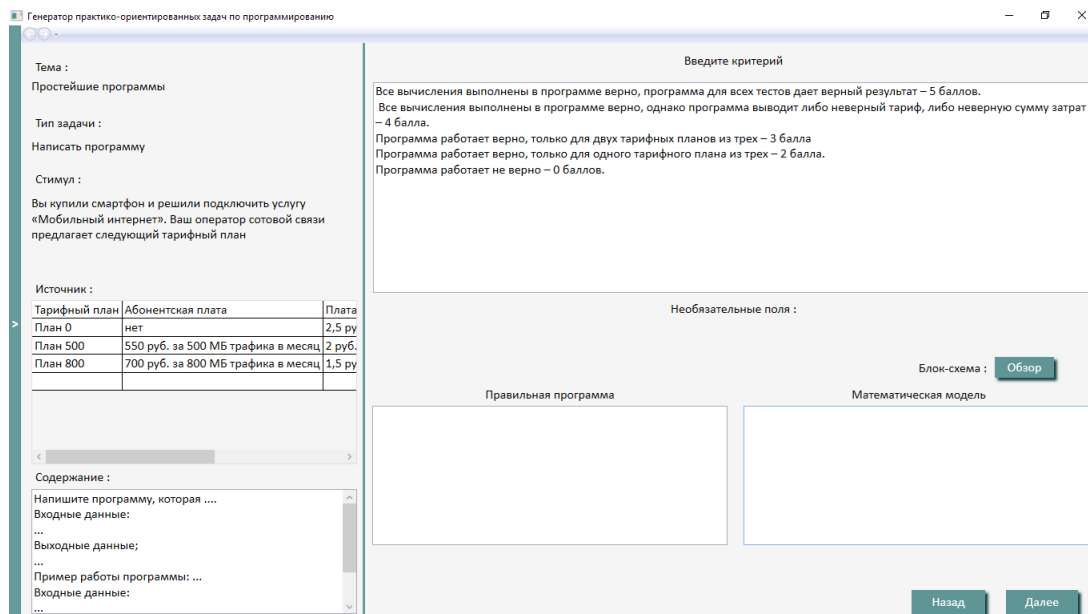 Генератор практико-ориентированных задач по программированию
Тема :
Простейшие программы
Тип задачи :
Написать программу
Стимул :
Вы купили смартфон и решили подключить услугу
«Мобильный интернет». Ваш оператор сотовой связи
предлагает следующий тарифный план
Источник :
Тарифный план Абонентская плата Плата
План 0 нет 2,5 ру
План 500 550 руб. за 500 МБ трафика в месяц 2 руб.
План 800 700 руб. за 800 МБ трафика в месяц 1,5 ру
Содержание :
Напишите программу, которая ....
Входные данные:
...
Выходные данные;
...
Пример работы программы: ...
Входные данные:
...
Введите критерий
Все вычисления выполнены в программе верно, программа для всех тестов дает верный результат – 5 баллов.
Все вычисления выполнены в программе верно, однако программа выводит либо неверный тариф, либо неверную сумму затрат
– 4 балла.
Программа работает верно, только для двух тарифных планов из трех – 3 балла
Программа работает верно, только для одного тарифного плана из трех – 2 балла.
Программа работает не верно – 0 баллов.
Необязательные поля :
Блок-схема : Обзор
Правильная программа
Математическая модель
Назад
Далее